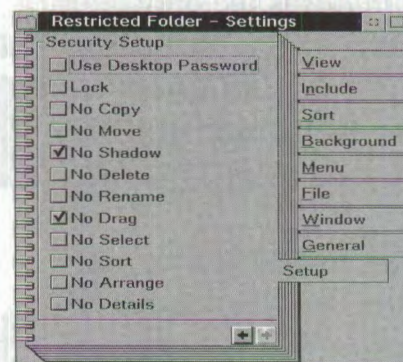 Restricted Folder – Settings
Security Setup
Use Desktop Password
Lock
No Copy
No Move
No Shadow
No Delete
No Rename
No Drag
No Select
No Sort
No Arrange
No Details
View
Include
Sort
Background
Menu
File
Window
General
Setup